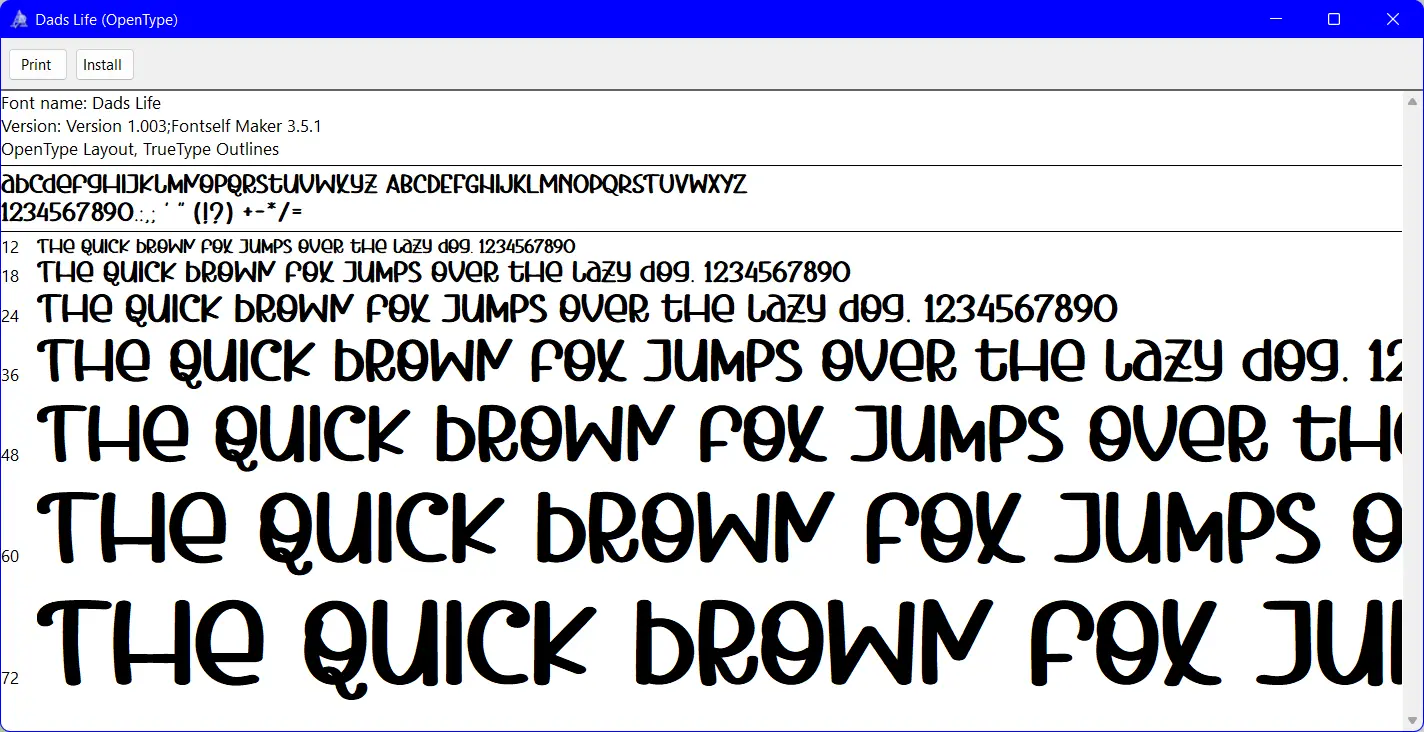 Dads Life (OpenType)
Print Install
Font name: Dads Life
Version: Version 1.003;Fontself Maker 3.5.1
OpenType Layout, TrueType Outlines
abcdefghijklmnopqrstuvwxyz ABCDEFGHIJKLMNOPQRSTUVWXYZ
1234567890.:,; ' " (!?) +-*/=
12 The quick brown fox jumps over the lazy dog. 1234567890
18 The quick brown fox jumps over the lazy dog. 1234567890
24 The quick brown fox jumps over the lazy dog. 1234567890
36 The quick brown fox jumps over the lazy dog. 12
48 The quick brown fox jumps over th
60 The quick brown fox jumps o
72 The quick brown fox ju